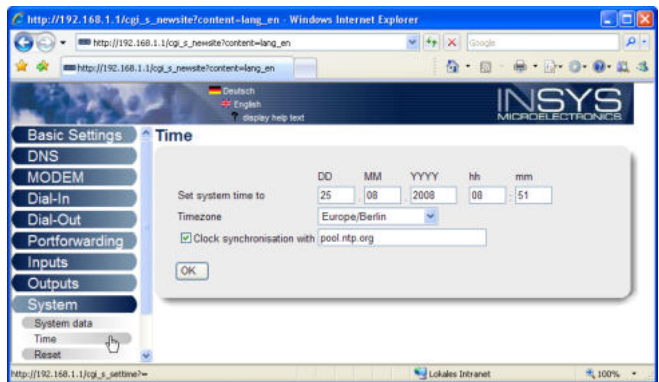 http://192.168.1.1/cgi_s_newsite?content=lang_en - Windows Internet Explorer
http://192.168.1.1/cgi_s_newsite?content=lang_en
Google
http://192.168.1.1/cgi_s_newsite?content=lang_en
Deutsch
English
display help text
INSYS
MICROELECTRONICS
Basic Settings
DNS
MODEM
Dial-In
Dial-Out
Portforwarding
Inputs
Outputs
System
System data
Time
Reset
Time
DD MM YYYY hh mm
Set system time to 25 . 08 . 2008 08 : 51
Timezone Europe/Berlin
Clock synchronisation with pool.ntp.org
OK
http://192.168.1.1/cgi_s_settime?=
Lokales Intranet
100%